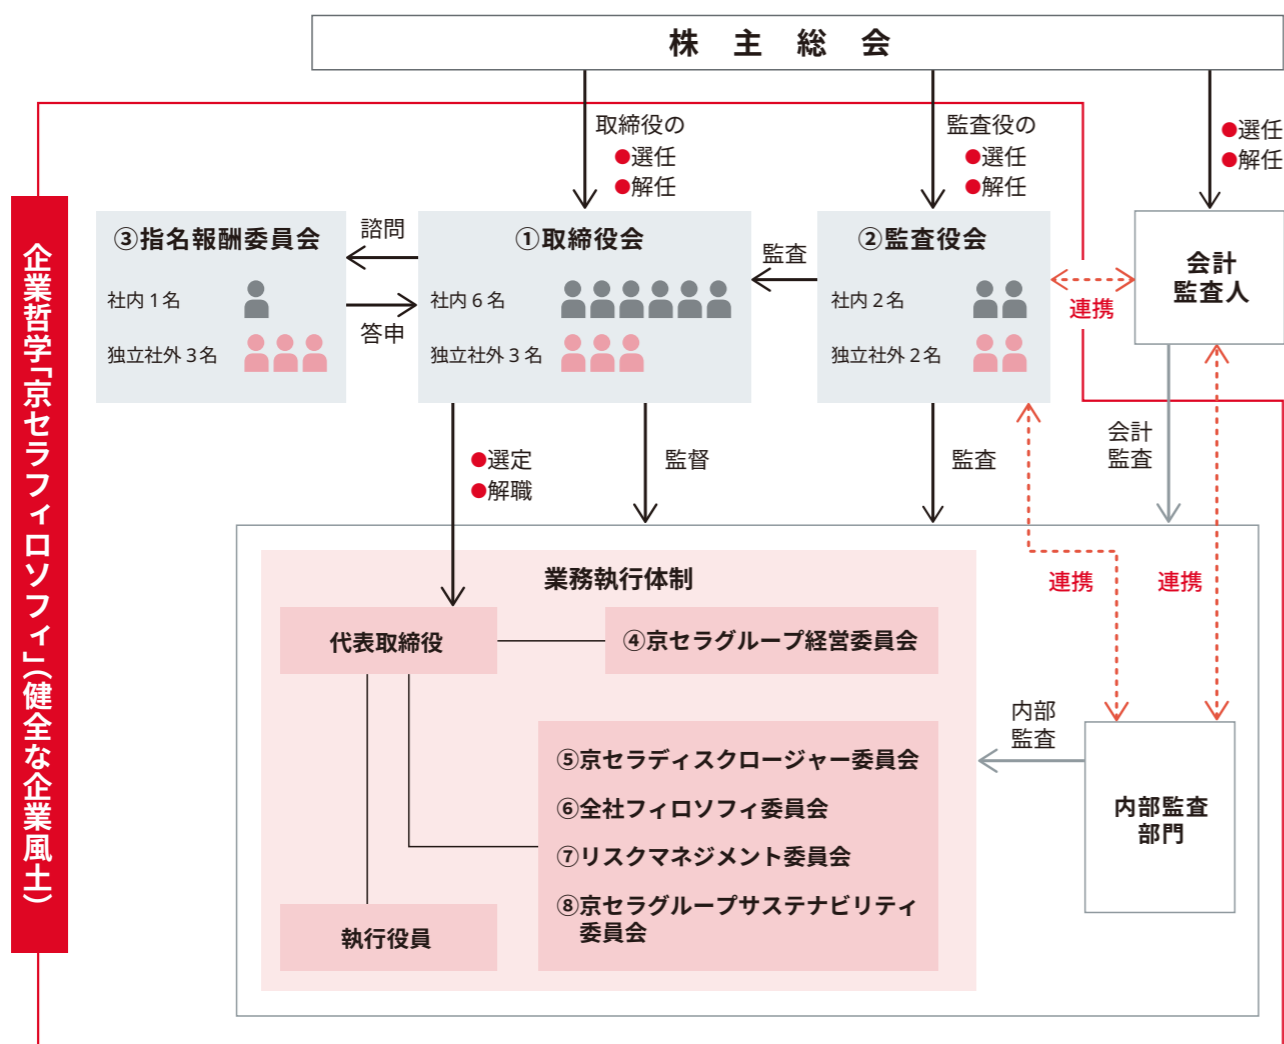 株主総会
取締役の
●選任
●解任
監査役の
●選任
●解任
●選任
●解任
企業哲学「京セラフィロソフィ」(健全な企業風土)
③指名報酬委員会
社内1名
独立社外3名
諮問
答申
①取締役会
社内6名
独立社外3名
監査
②監査役会
社内2名
独立社外2名
連携
会計
監査人
●選定
●解職
監督
監査
会計
監査
業務執行体制
連携
連携
代表取締役
④京セラグループ経営委員会
⑤京セラディスクロージャー委員会
⑥全社フィロソフィ委員会
⑦リスクマネジメント委員会
⑧京セラグループサステナビリティ
委員会
執行役員
内部
監査
内部監査
部門